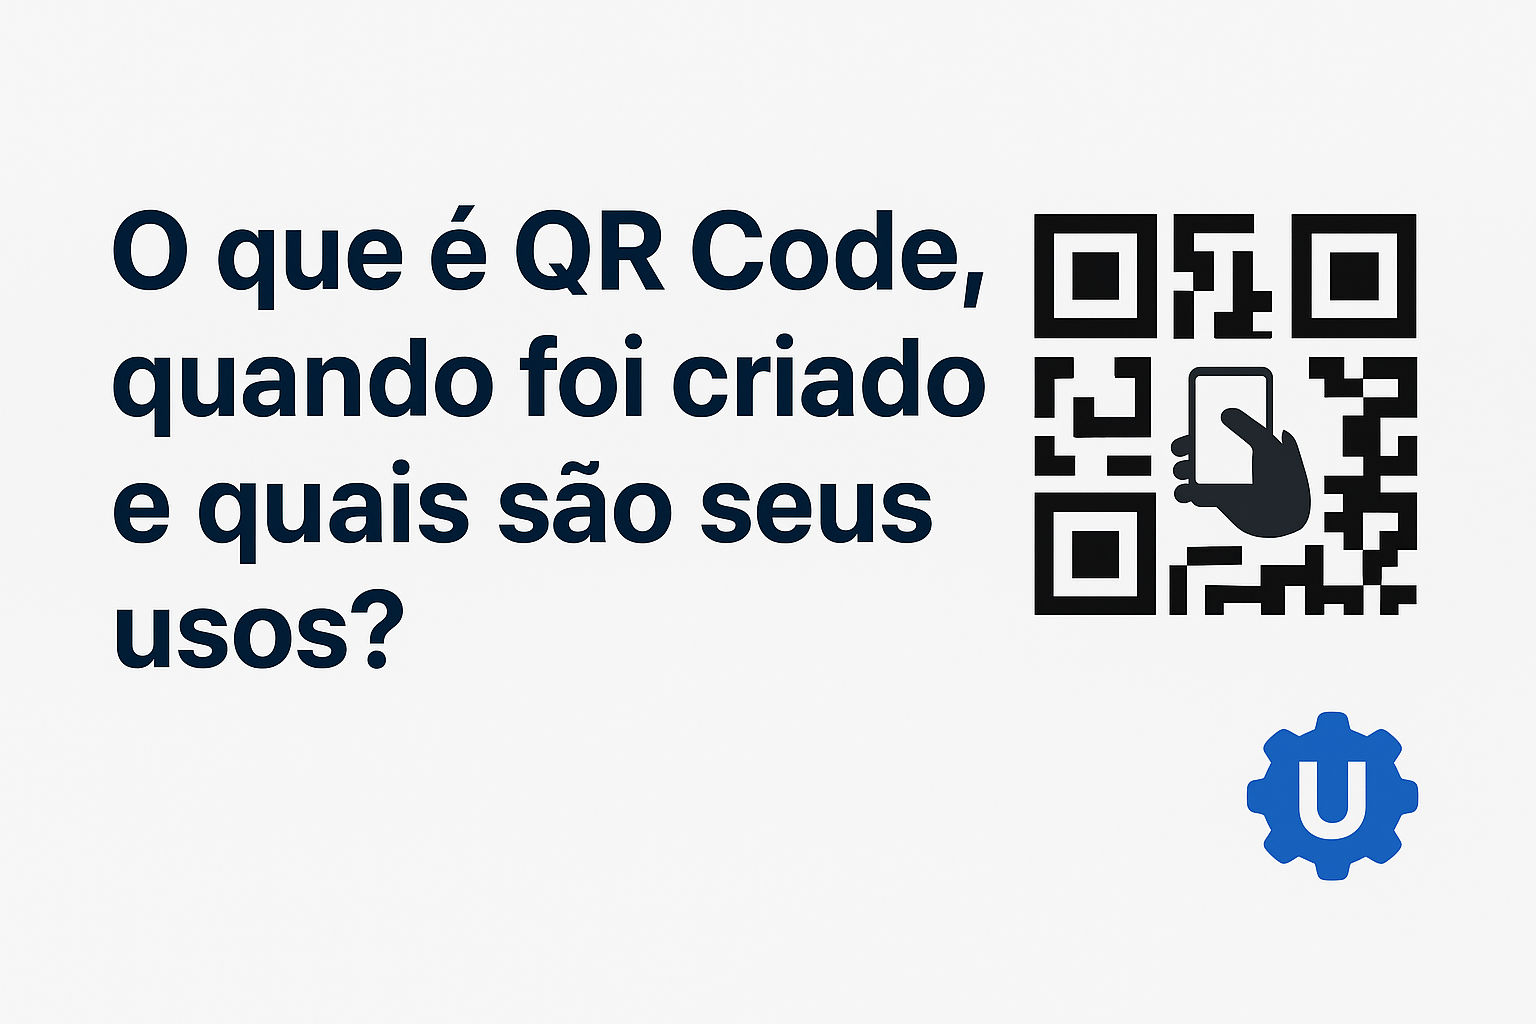 O que é QR Code,
quando foi criado
e quais são seus
usos?
U